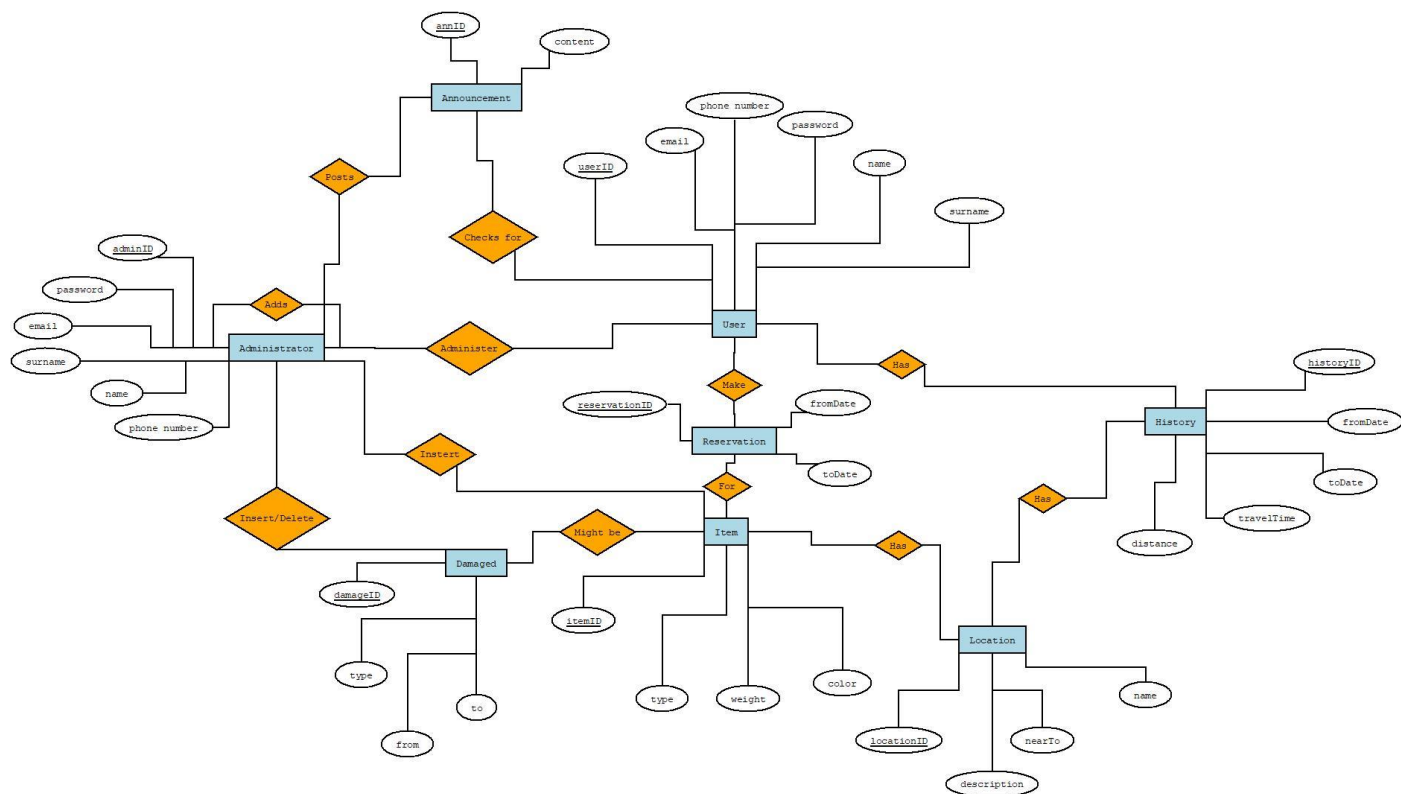 annID
content
Announcement
phone number
password
email
name
userID
Posts
surname
Checks for
adminID
password
Adds
email
User
Administrator
Administer
surname
Has
historyID
name
Make
reservationID
fromDate
phone number
Reservation
History
fromDate
Instert
toDate
toDate
For
Has
Insert/Delete
travelTime
Might be
Item
Has
distance
Damaged
damageID
itemID
Location
type
color
name
type
weight
to
from
locationID
nearTo
description